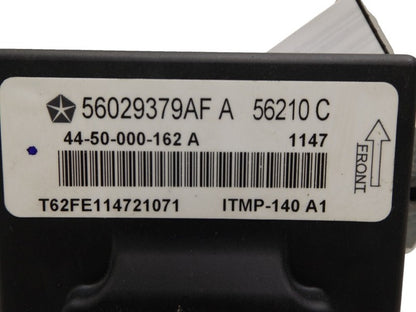 56029379AF A 56210 C
44-50-000-162 A 1147
T62FE114721071 ITMP-140 A1
FRONT